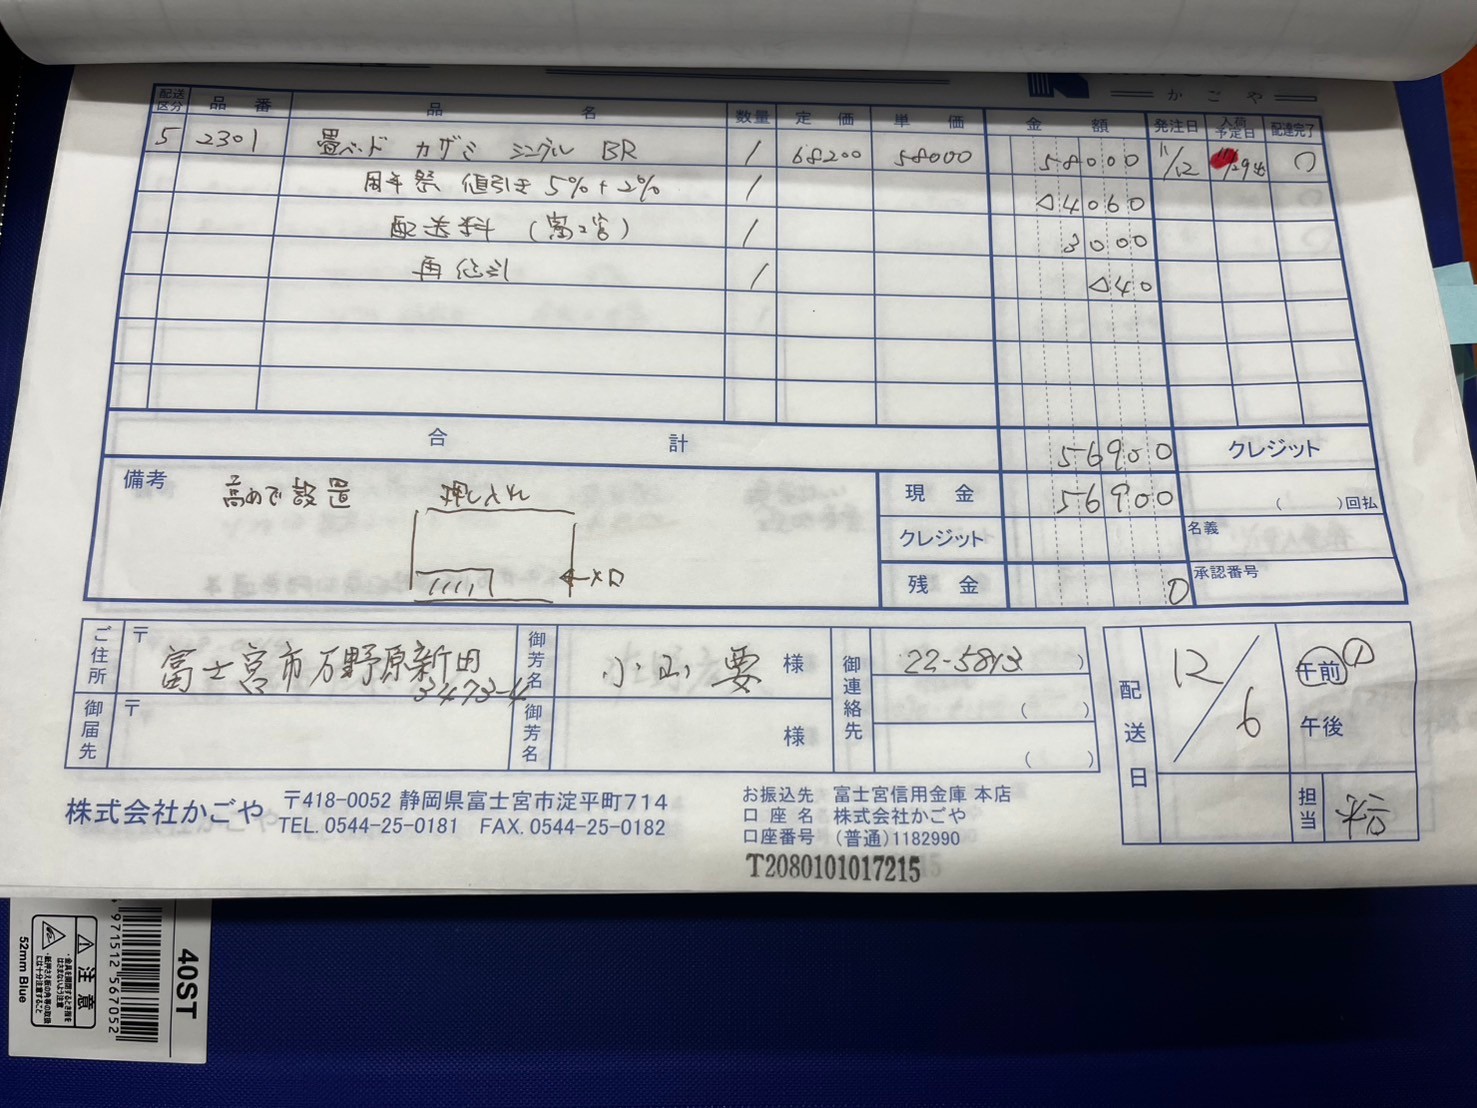 かごや
配送区分 品番 品名 数量 定価 単価 金額 発注日 入荷予定日 配達完了
5 2301 畳ベッド カザミ シングル BR 1 68200 58000 58000 11/12
周年祭 値引き 5%+2% 1 △4060
配送料 (富士宮) 1 3000
再値引 1 △40
合計 56900 クレジット
備考 高めで設置 押し入れ
現金 56900 ( )回払
クレジット 名義
残金 0 承認番号
ご住所 〒 富士宮市万野原新田 3473-4 御芳名 小山 要 様 御連絡先 22-5813
御届先 〒 御芳名 様
配送日 12/6 午前 ① 午後
担当
株式会社かごや 〒418-0052 静岡県富士宮市淀平町714
TEL. 0544-25-0181 FAX. 0544-25-0182
お振込先 富士宮信用金庫 本店
口座名 株式会社かごや
口座番号 (普通)1182990
T2080101017215
40ST
971512 567052
注意
52mm Blue